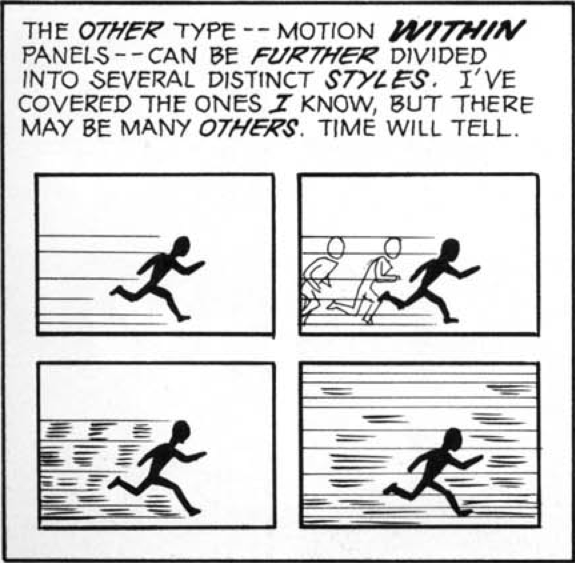 THE OTHER TYPE -- MOTION WITHIN
PANELS -- CAN BE FURTHER DIVIDED
INTO SEVERAL DISTINCT STYLES. I'VE
COVERED THE ONES I KNOW, BUT THERE
MAY BE MANY OTHERS. TIME WILL TELL.